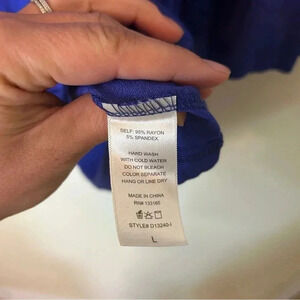 SELF: 95% RAYON
5% SPANDEX
HAND WASH
WITH COLD WATER
DO NOT BLEACH
COLOR SEPARATE
HANG OR LINE DRY
MADE IN CHINA
RN# 133165
STYLE# D13240-I
L